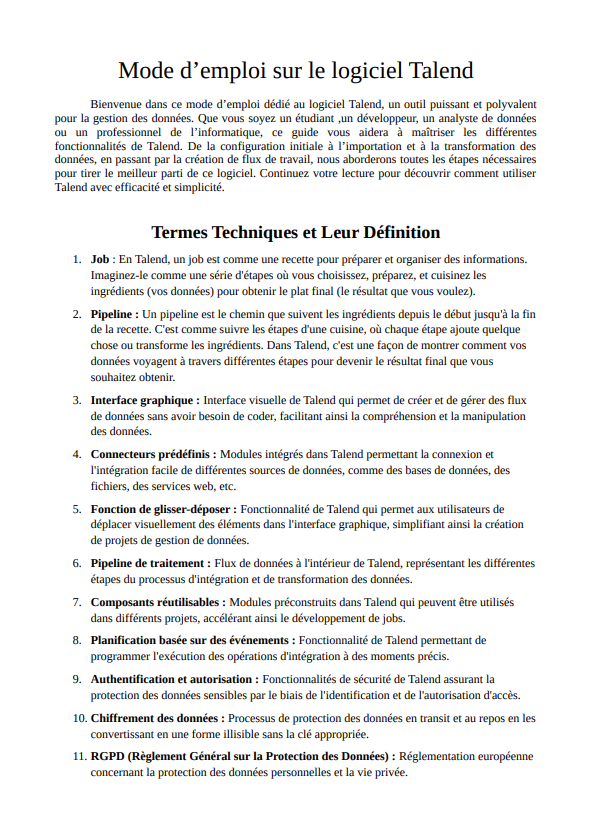 Mode d’emploi sur le logiciel Talend
Bienvenue dans ce mode d’emploi dédié au logiciel Talend, un outil puissant et polyvalent
pour la gestion des données. Que vous soyez un étudiant ,un développeur, un analyste de données
ou un professionnel de l’informatique, ce guide vous aidera à maîtriser les différentes
fonctionnalités de Talend. De la configuration initiale à l’importation et à la transformation des
données, en passant par la création de flux de travail, nous aborderons toutes les étapes nécessaires
pour tirer le meilleur parti de ce logiciel. Continuez votre lecture pour découvrir comment utiliser
Talend avec efficacité et simplicité.
Termes Techniques et Leur Définition
1. Job : En Talend, un job est comme une recette pour préparer et organiser des informations.
Imaginez-le comme une série d'étapes où vous choisissez, préparez, et cuisinez les
ingrédients (vos données) pour obtenir le plat final (le résultat que vous voulez).
2. Pipeline : Un pipeline est le chemin que suivent les ingrédients depuis le début jusqu'à la fin
de la recette. C'est comme suivre les étapes d'une cuisine, où chaque étape ajoute quelque
chose ou transforme les ingrédients. Dans Talend, c'est une façon de montrer comment vos
données voyagent à travers différentes étapes pour devenir le résultat final que vous
souhaitez obtenir.
3. Interface graphique : Interface visuelle de Talend qui permet de créer et de gérer des flux
de données sans avoir besoin de coder, facilitant ainsi la compréhension et la manipulation
des données.
4. Connecteurs prédéfinis : Modules intégrés dans Talend permettant la connexion et
l'intégration facile de différentes sources de données, comme des bases de données, des
fichiers, des services web, etc.
5. Fonction de glisser-déposer : Fonctionnalité de Talend qui permet aux utilisateurs de
déplacer visuellement des éléments dans l'interface graphique, simplifiant ainsi la création
de projets de gestion de données.
6. Pipeline de traitement : Flux de données à l'intérieur de Talend, représentant les différentes
étapes du processus d'intégration et de transformation des données.
7. Composants réutilisables : Modules préconstruits dans Talend qui peuvent être utilisés
dans différents projets, accélérant ainsi le développement de jobs.
8. Planification basée sur des événements : Fonctionnalité de Talend permettant de
programmer l'exécution des opérations d'intégration à des moments précis.
9. Authentification et autorisation : Fonctionnalités de sécurité de Talend assurant la
protection des données sensibles par le biais de l'identification et de l'autorisation d'accès.
10. Chiffrement des données : Processus de protection des données en transit et au repos en les
convertissant en une forme illisible sans la clé appropriée.
11. RGPD (Règlement Général sur la Protection des Données) : Réglementation européenne
concernant la protection des données personnelles et la vie privée.